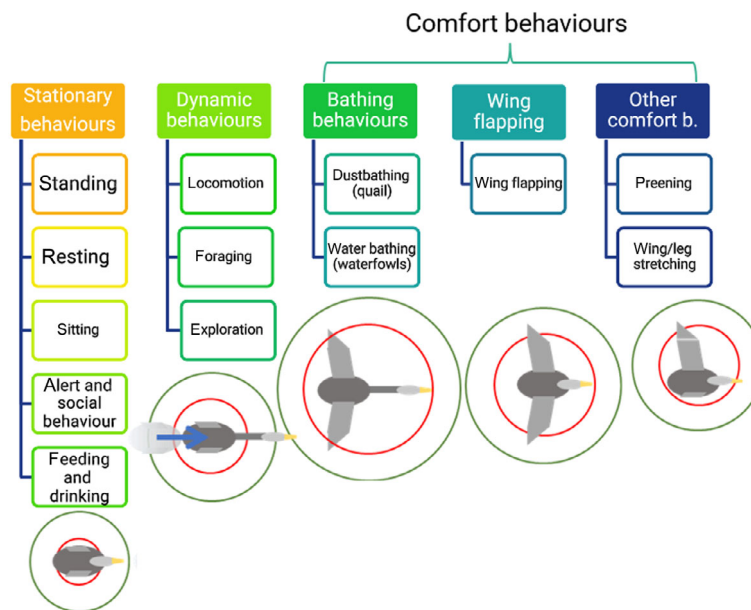 Comfort behaviours
Stationary
behaviours
Dynamic
behaviours
Bathing
behaviours
Wing
flapping
Other
comfort b.
Standing
Resting
Sitting
Alert and
social
behaviour
Feeding
and
drinking
Locomotion
Foraging
Exploration
Dustbathing
(quail)
Water bathing
(waterfowls)
Wing flapping
Preening
Wing/leg
stretching